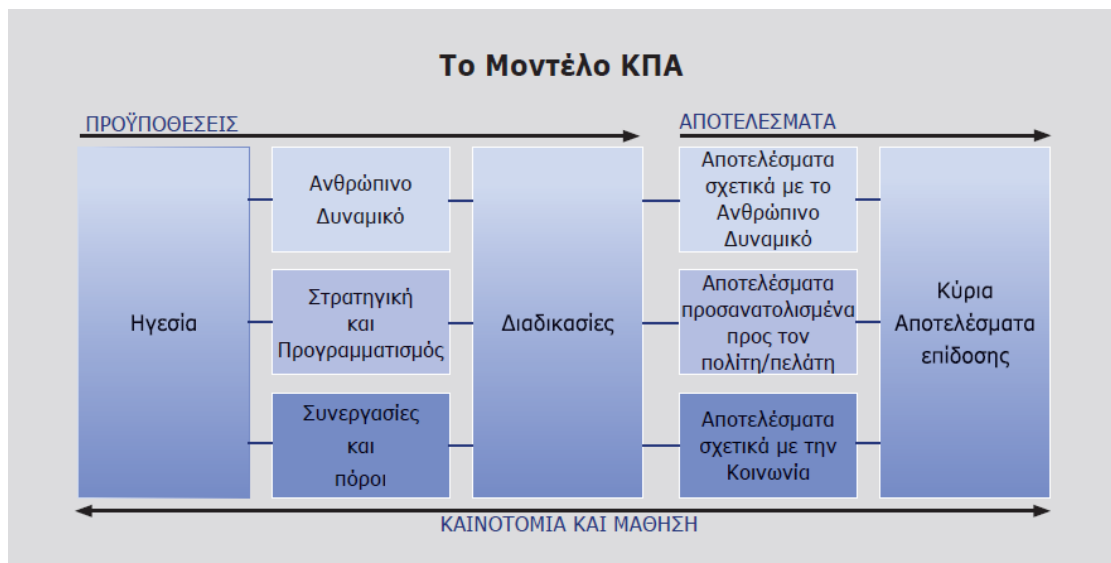 Το Μοντέλο ΚΠΑ
ΠΡΟΫΠΟΘΕΣΕΙΣ
ΑΠΟΤΕΛΕΣΜΑΤΑ
Ηγεσία
Ανθρώπινο
Δυναμικό
Στρατηγική
και
Προγραμματισμός
Συνεργασίες
και
πόροι
Διαδικασίες
Αποτελέσματα
σχετικά με το
Ανθρώπινο
Δυναμικό
Αποτελέσματα
προσανατολισμένα
προς τον
πολίτη/πελάτη
Αποτελέσματα
σχετικά με την
Κοινωνία
Κύρια
Αποτελέσματα
επίδοσης
ΚΑΙΝΟΤΟΜΙΑ ΚΑΙ ΜΑΘΗΣΗ